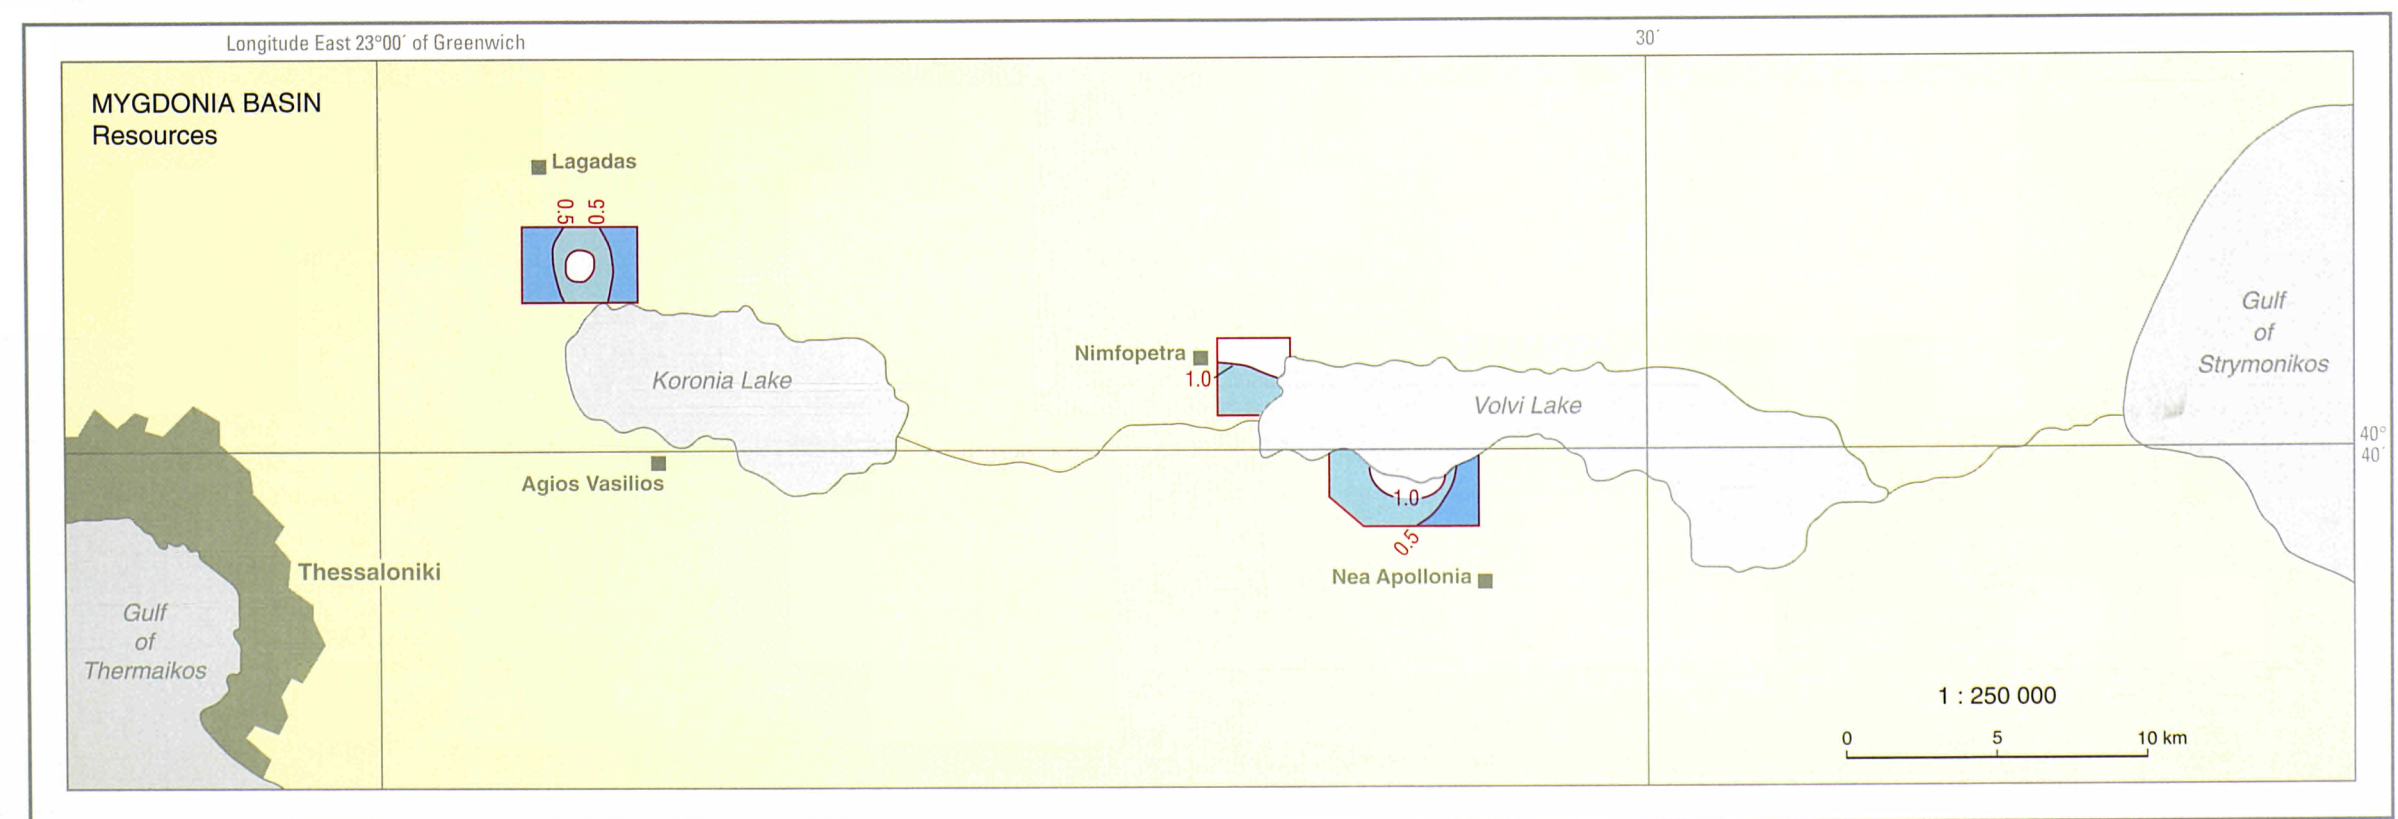 Longitude East 23°00´ of Greenwich
30´
MYGDONIA BASIN
Resources
Lagadas
0.5
0.5
Gulf
of
Strymonikos
Nimfopetra
1.0
Koronia Lake
Volvi Lake
40°
40´
Agios Vasilios
1.0
0.5
Thessaloniki
Nea Apollonia
Gulf
of
Thermaikos
1 : 250 000
0 5 10 km